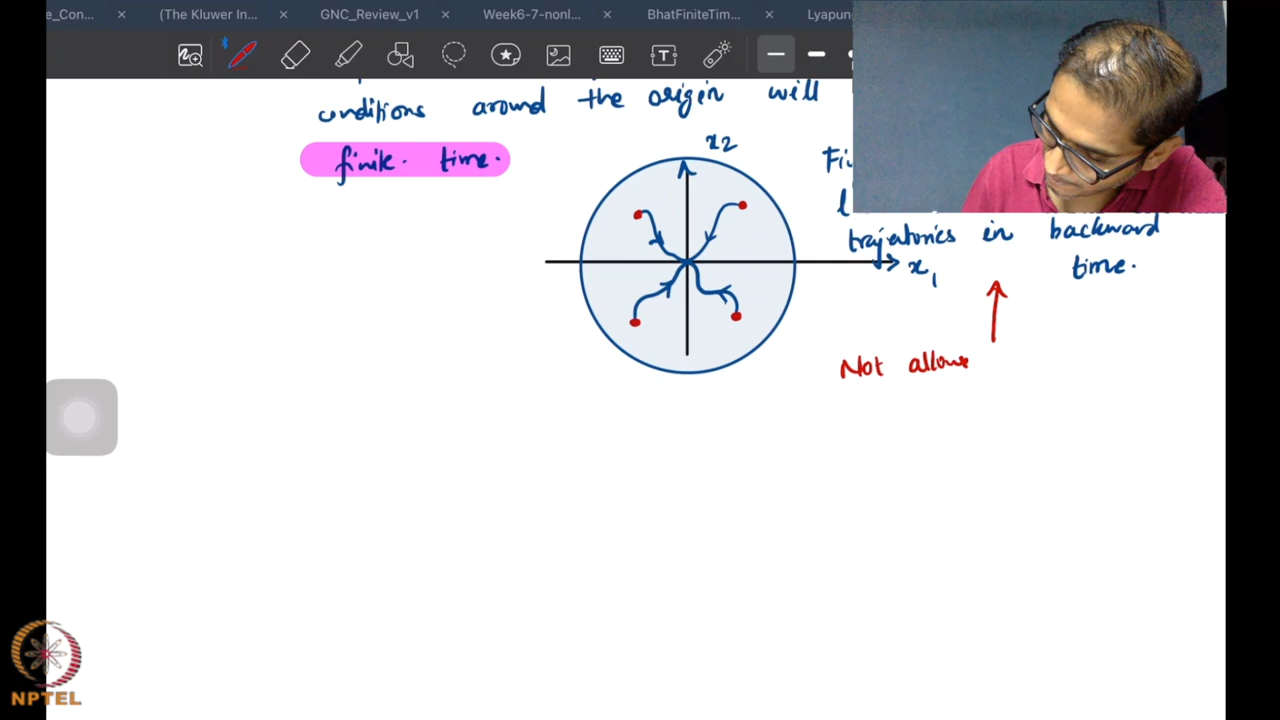 e_Con...
(The Kluwer In...
GNC_Review_v1
Week6-7-nonl...
BhatFiniteTim...
Lyapun
conditions around the origin will
finite. time.
x2
trajectories in backward
x1
time.
Not allowe
NPTEL